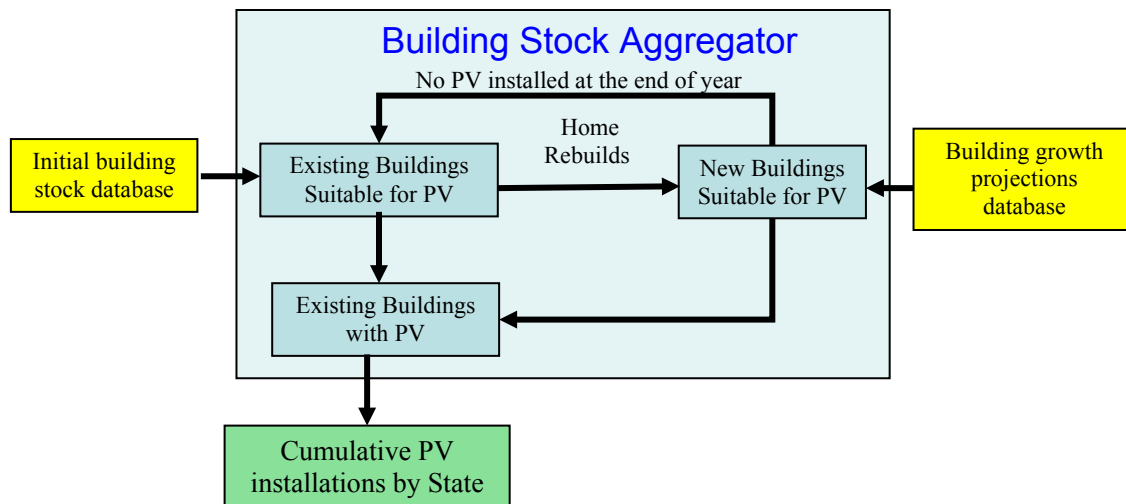 Building Stock Aggregator
No PV installed at the end of year
Home
Rebuilds
Initial building
stock database
Existing Buildings
Suitable for PV
New Buildings
Suitable for PV
Building growth
projections
database
Existing Buildings
with PV
Cumulative PV
installations by State